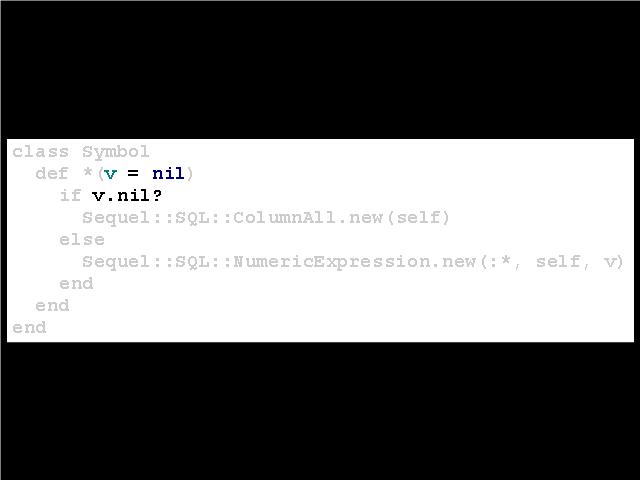 class Symbol
  def *(v = nil)
    if v.nil?
      Sequel::SQL::ColumnAll.new(self)
    else
      Sequel::SQL::NumericExpression.new(:*, self, v)
    end
  end
end